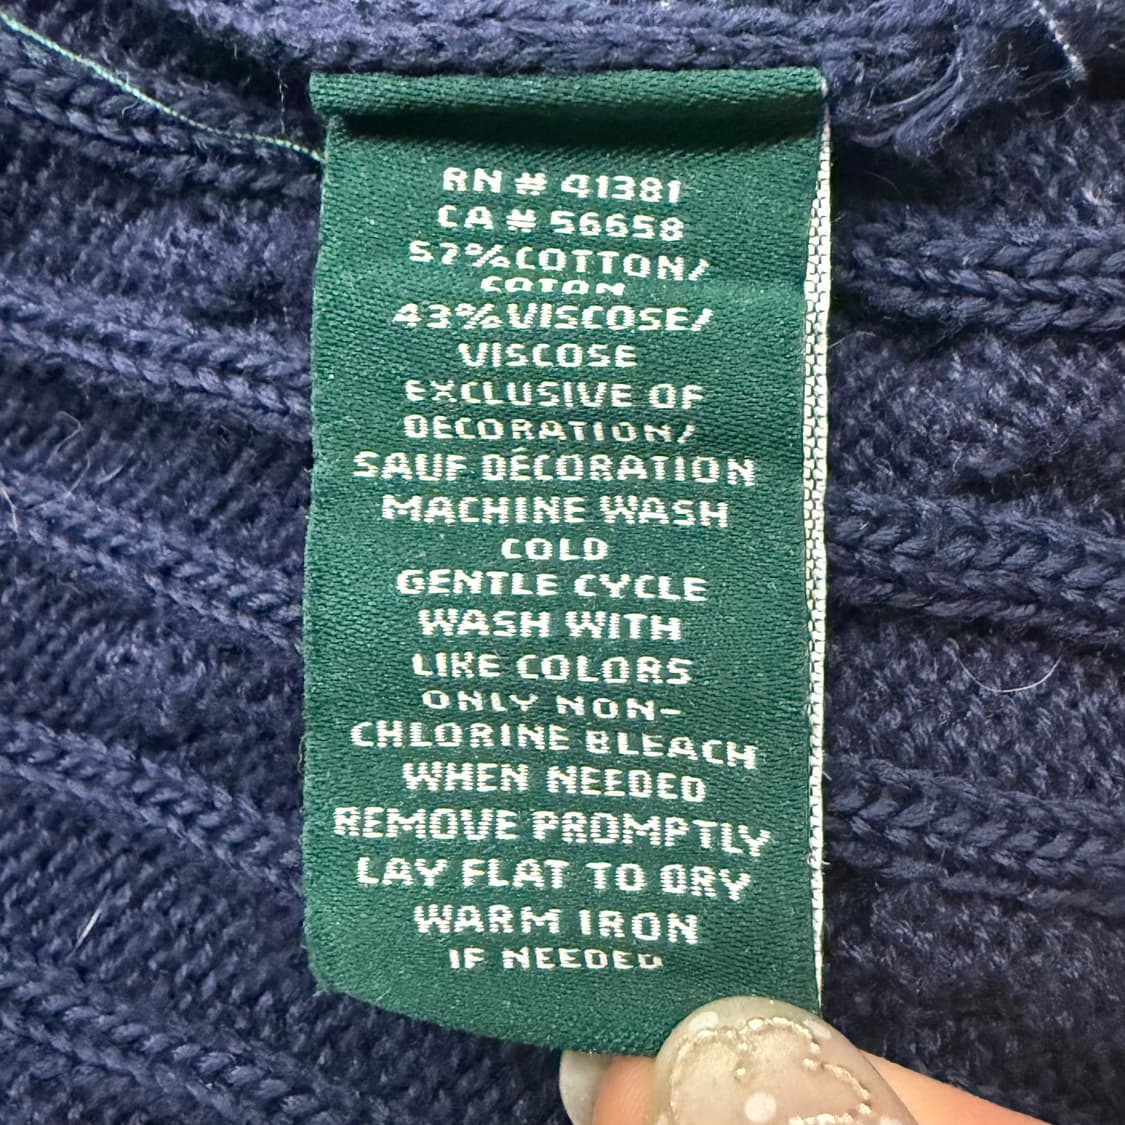 RN # 41381
CA # 56658
57%COTTON/
COTON
43%VISCOSE/
VISCOSE
EXCLUSIVE OF
DECORATION/
SAUF DÉCORATION
MACHINE WASH
COLD
GENTLE CYCLE
WASH WITH
LIKE COLORS
ONLY NON-
CHLORINE BLEACH
WHEN NEEDED
REMOVE PROMPTLY
LAY FLAT TO DRY
WARM IRON
IF NEEDED